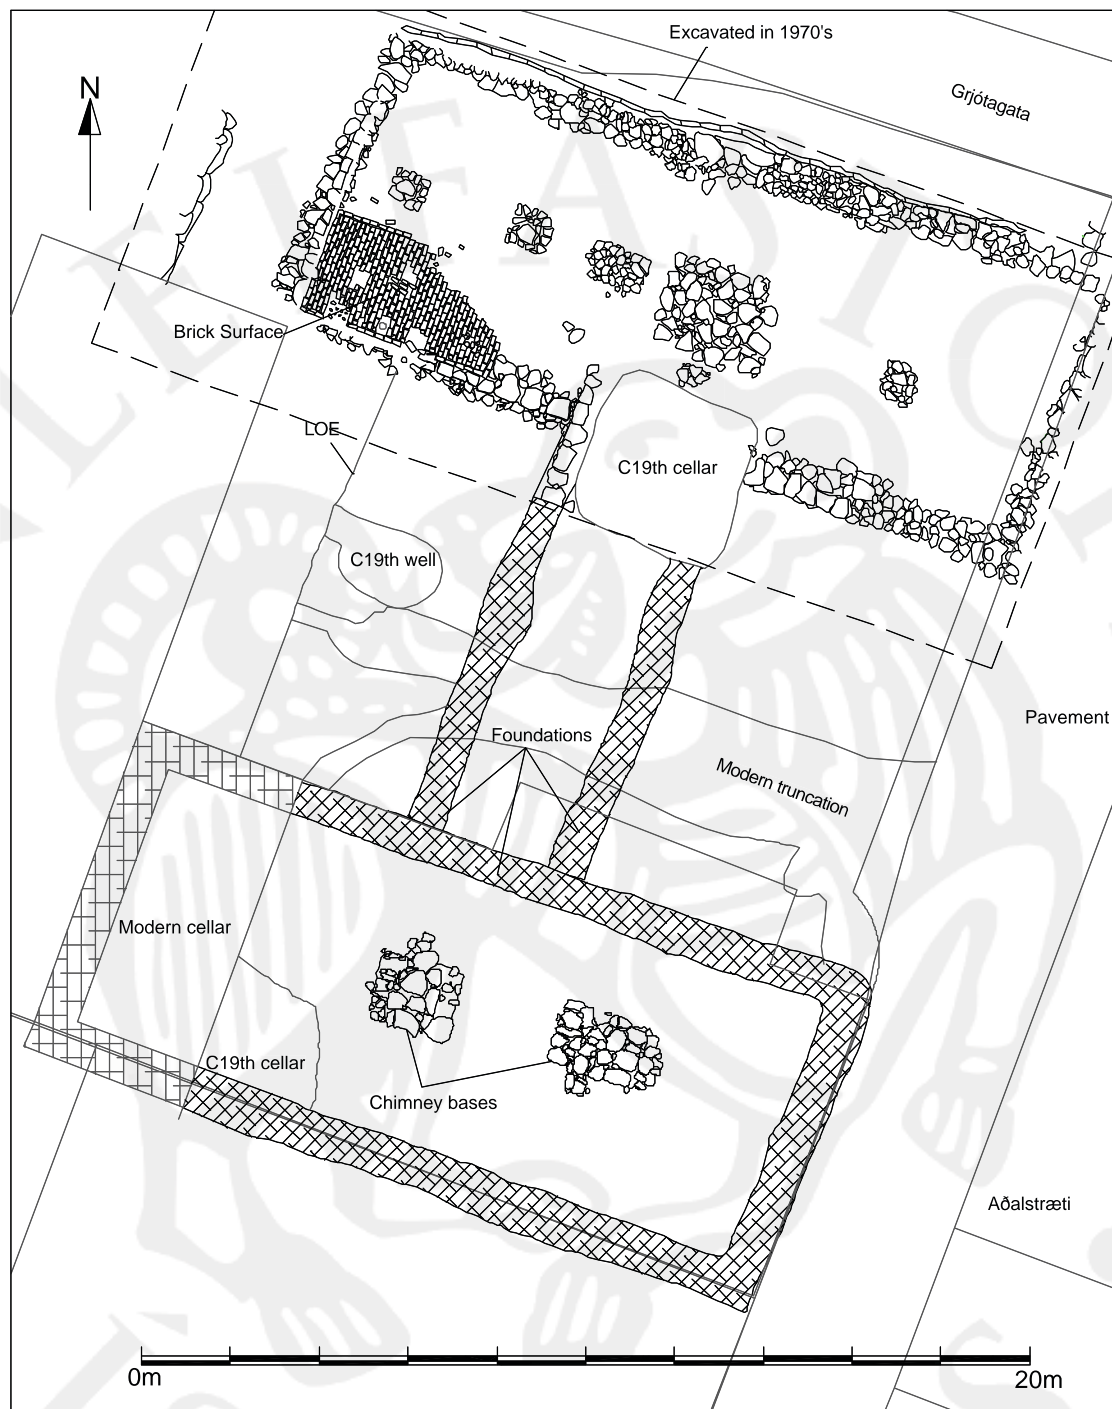 Excavated in 1970's
N
Grjótagata
Brick Surface
LOE
C19th cellar
C19th well
Pavement
Foundations
Modern truncation
Modern cellar
C19th cellar
Chimney bases
Aðalstræti
0m
20m